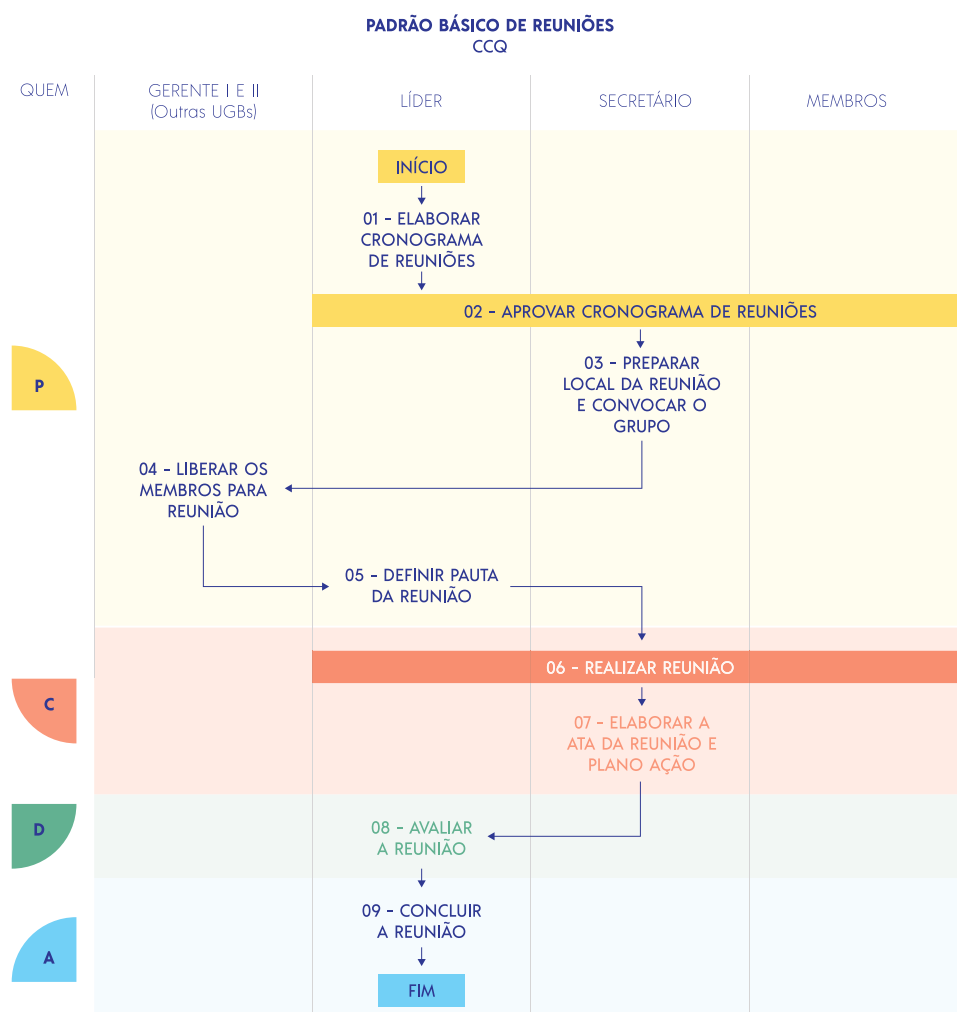 PADRÃO BÁSICO DE REUNIÕES
CCQ
QUEM
GERENTE I E II
(Outras UGBs)
LÍDER
SECRETÁRIO
MEMBROS
INÍCIO
01 - ELABORAR
CRONOGRAMA
DE REUNIÕES
02 - APROVAR CRONOGRAMA DE REUNIÕES
P
03 - PREPARAR
LOCAL DA REUNIÃO
E CONVOCAR O
GRUPO
04 - LIBERAR OS
MEMBROS PARA
REUNIÃO
05 - DEFINIR PAUTA
DA REUNIÃO
06 - REALIZAR REUNIÃO
C
07 - ELABORAR A
ATA DA REUNIÃO E
PLANO AÇÃO
D
08 - AVALIAR
A REUNIÃO
09 - CONCLUIR
A REUNIÃO
A
FIM